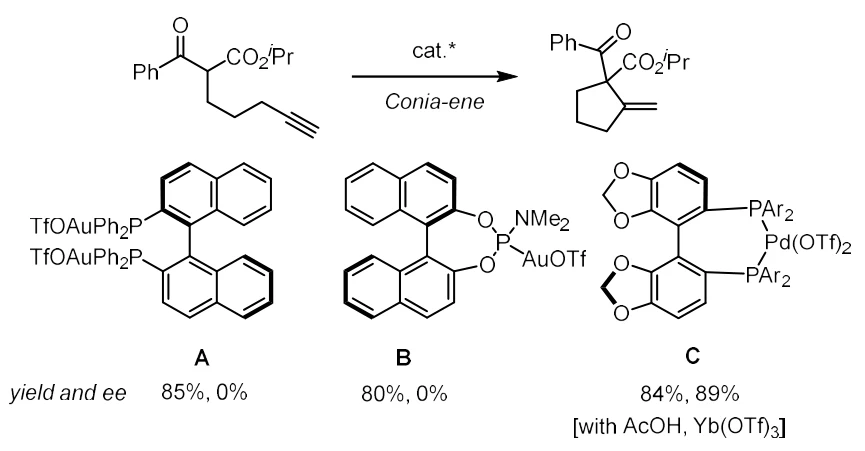 O
Ph
CO₂ⁱPr
cat.*
Conia-ene
Ph
O
CO₂ⁱPr
TfOAuPh₂P
TfOAuPh₂P
O
O
P
NMe₂
AuOTf
O
O
O
O
PAr₂
Pd(OTf)₂
PAr₂
A B C
yield and ee 85%, 0% 80%, 0% 84%, 89%
[with AcOH, Yb(OTf)₃]